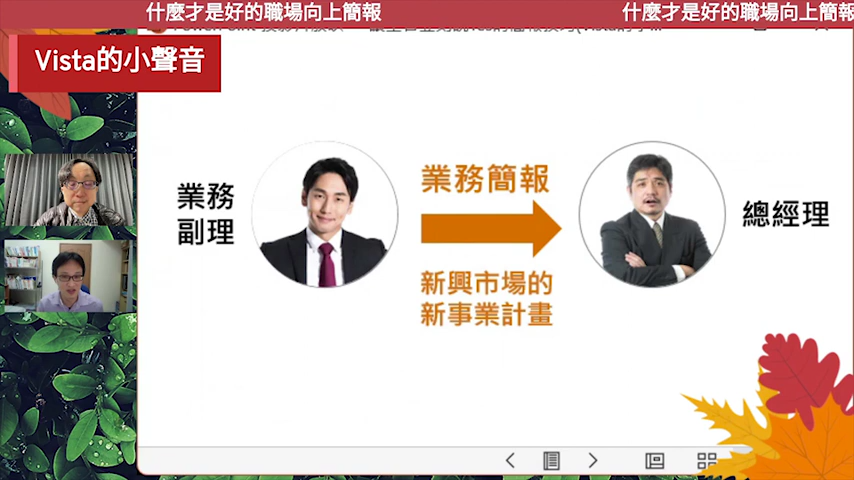 什麼才是好的職場向上簡報
什麼才是好的職場向上簡報
Vista的小聲音
業務
副理
業務簡報
新興市場的
新事業計畫
總經理